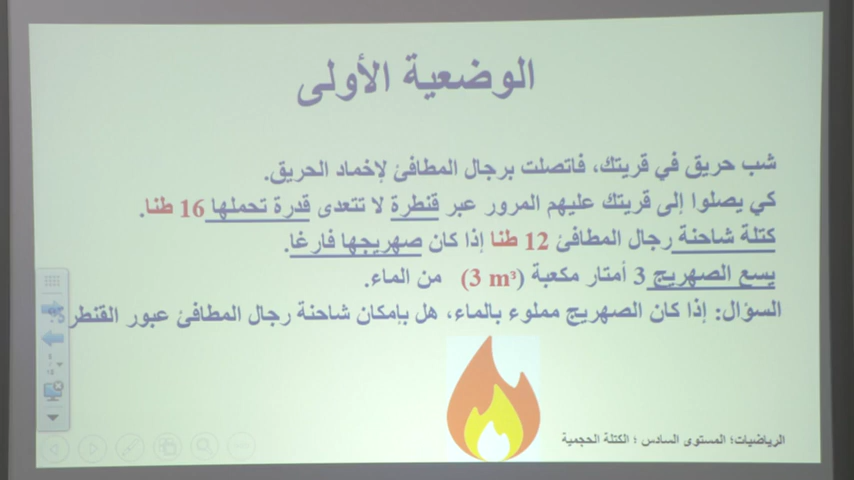 الوضعية الأولى
شب حريق في قريتك، فاتصلت برجال المطافئ لإخماد الحريق.
كي يصلوا إلى قريتك عليهم المرور عبر قنطرة لا تتعدى قدرة تحملها 16 طنا.
كتلة شاحنة رجال المطافئ 12 طنا إذا كان صهريجها فارغا.
يسع الصهريج 3 أمتار مكعبة (3 m³) من الماء.
السؤال: إذا كان الصهريج مملوء بالماء، هل بإمكان شاحنة رجال المطافئ عبور القنطر
الرياضيات؛ المستوى السادس ؛ الكتلة الحجمية